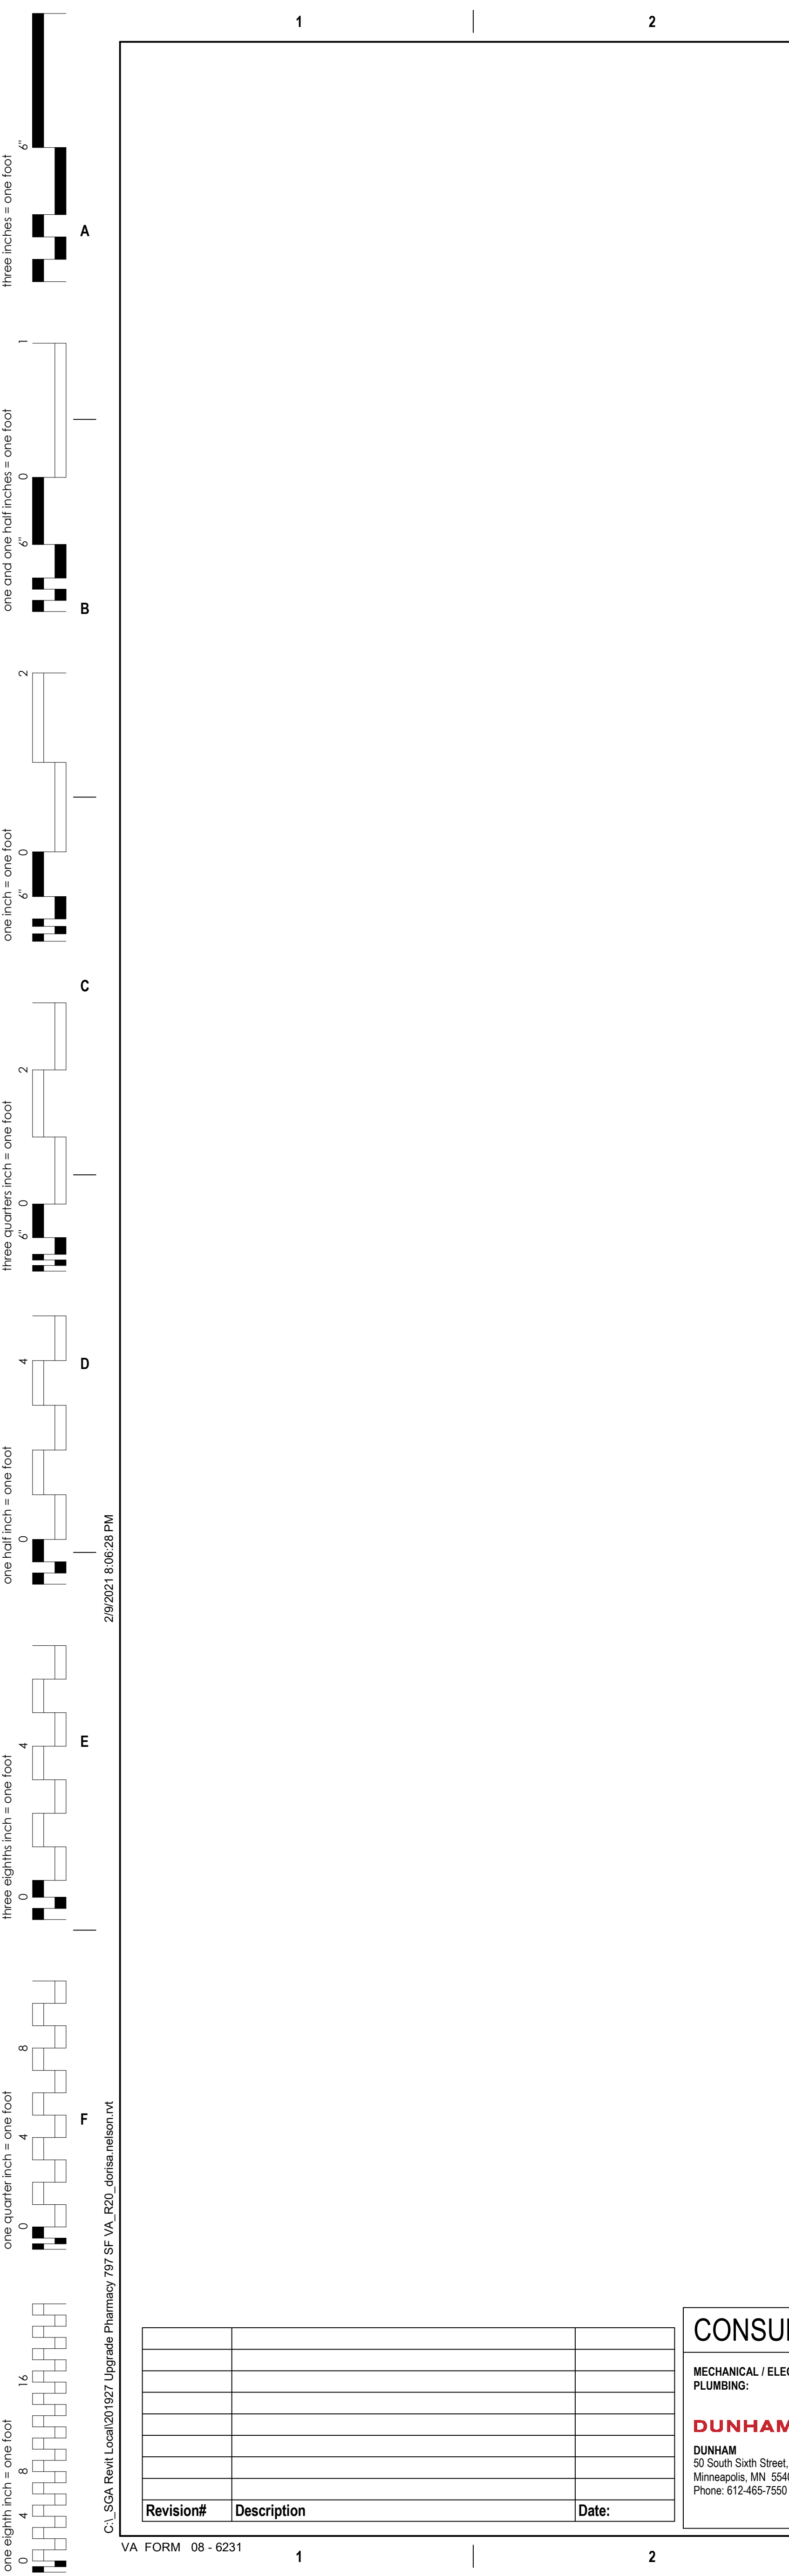 1 2
three inches = one foot
6"
A
one and one half inches = one foot
6" 0 1
B
one inch = one foot
6" 0 2
C
three quarters inch = one foot
6" 0 2
D
one half inch = one foot
0 4
2/9/2021 8:06:28 PM
E
three eighths inch = one foot
0 4
F
one quarter inch = one foot
0 4 8
C:\_SGA Revit Local\201927 Upgrade Pharmacy 797 SF VA_R20_dorisa.nelson.rvt
one eighth inch = one foot
0 4 8 16
Revision# Description Date:
MECHANICAL /
PLUMBING:
DUNHAM
DUNHAM
50 South Sixth Street,
Minneapolis, MN
Phone: 612-465-7550
VA FORM 08 - 6231
1 2